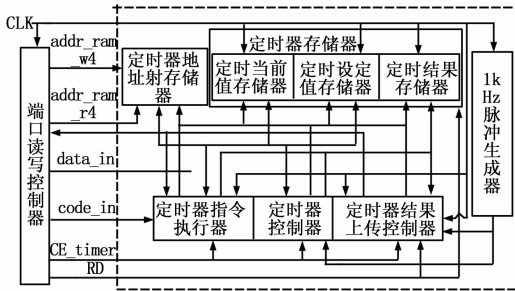 CLK
addr_ram
_w4
addr_ram
_r4
data_in
code_in
CE_timer
RD
端口读写控制器
定时器地
址射存储
器
定时器存储器
定时当前
值存储器
定时设定
值存储器
定时结果
存储器
1k
Hz
脉冲生成器
定时器指令
执行器
定时器
控制器
定时器结果
上传控制器